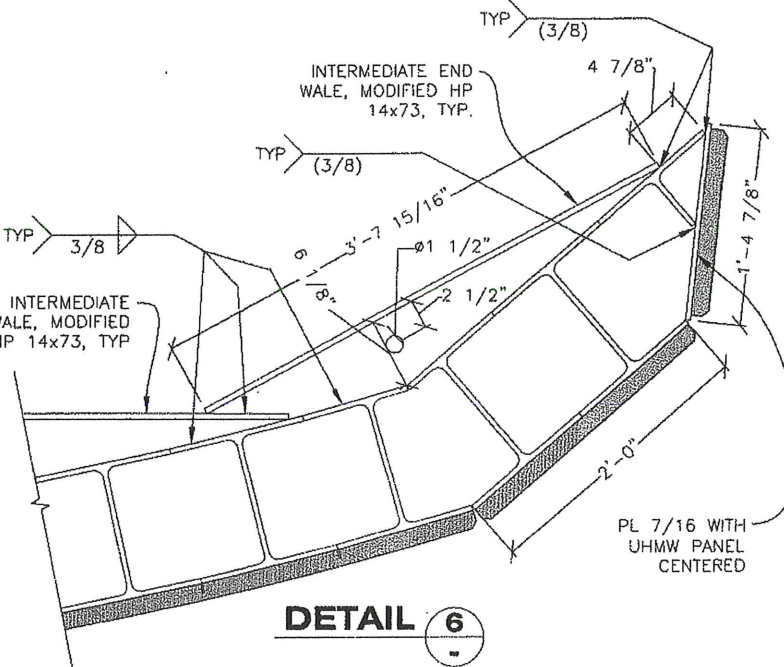 TYP
(3/8)
INTERMEDIATE END
WALE, MODIFIED HP
14x73, TYP.
4 7/8"
TYP
(3/8)
3'-7 15/16"
1'-4 7/8"
TYP
3/8
6 1/8"
ø1 1/2"
2 1/2"
INTERMEDIATE
WALE, MODIFIED
HP 14x73, TYP
2'-0"
PL 7/16 WITH
UHMW PANEL
CENTERED
DETAIL 6
-